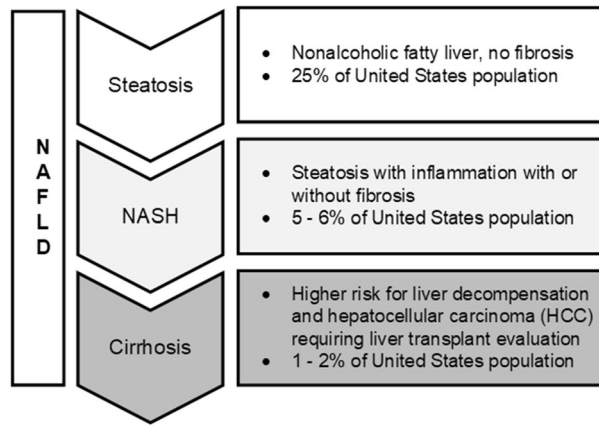 N
A
F
L
D
Steatosis
• Nonalcoholic fatty liver, no fibrosis
• 25% of United States population
NASH
• Steatosis with inflammation with or
without fibrosis
• 5 - 6% of United States population
Cirrhosis
• Higher risk for liver decompensation
and hepatocellular carcinoma (HCC)
requiring liver transplant evaluation
• 1 - 2% of United States population